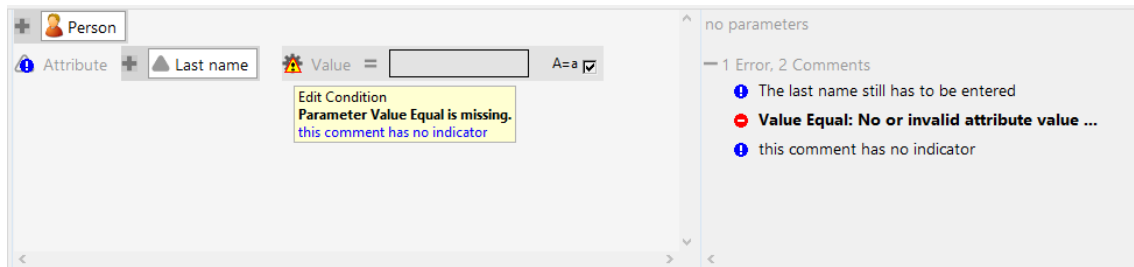 Person
Attribute Last name Value = A=a
Edit Condition
Parameter Value Equal is missing.
this comment has no indicator
no parameters
1 Error, 2 Comments
The last name still has to be entered
Value Equal: No or invalid attribute value ...
this comment has no indicator